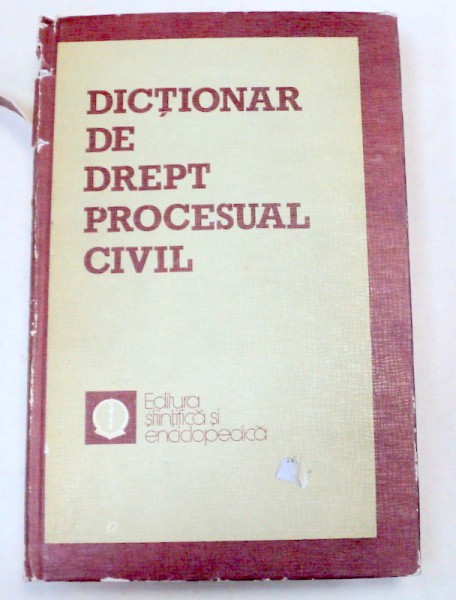 DICȚIONAR
DE
DREPT
PROCESUAL
CIVIL
Editura
științifică și
enciclopedică